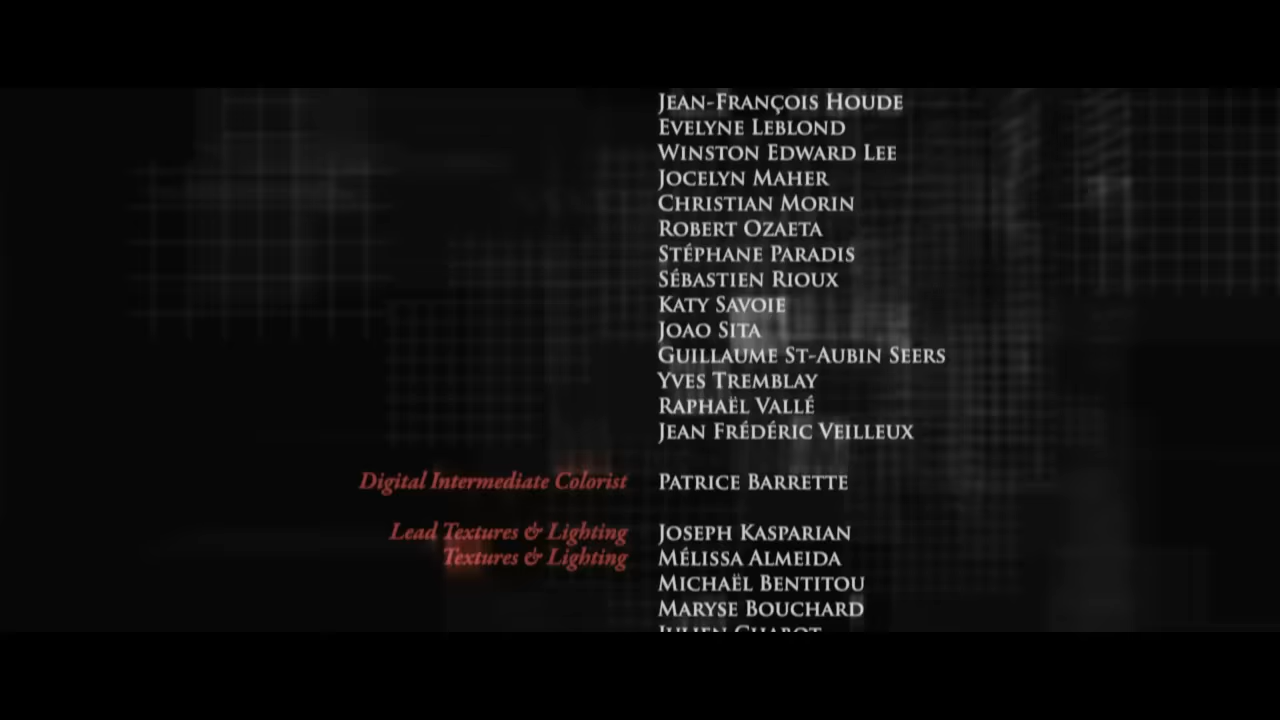 JEAN-FRANÇOIS HOUDE
EVELYNE LEBLOND
WINSTON EDWARD LEE
JOCELYN MAHER
CHRISTIAN MORIN
ROBERT OZAETA
STÉPHANE PARADIS
SÉBASTIEN RIOUX
KATY SAVOIE
JOAO SITA
GUILLAUME ST-AUBIN SEERS
YVES TREMBLAY
RAPHAËL VALLÉ
JEAN FRÉDÉRIC VEILLEUX
Digital Intermediate Colorist PATRICE BARRETTE
Lead Textures & Lighting JOSEPH KASPARIAN
Textures & Lighting MÉLISSA ALMEIDA
MICHAËL BENTITOU
MARYSE BOUCHARD